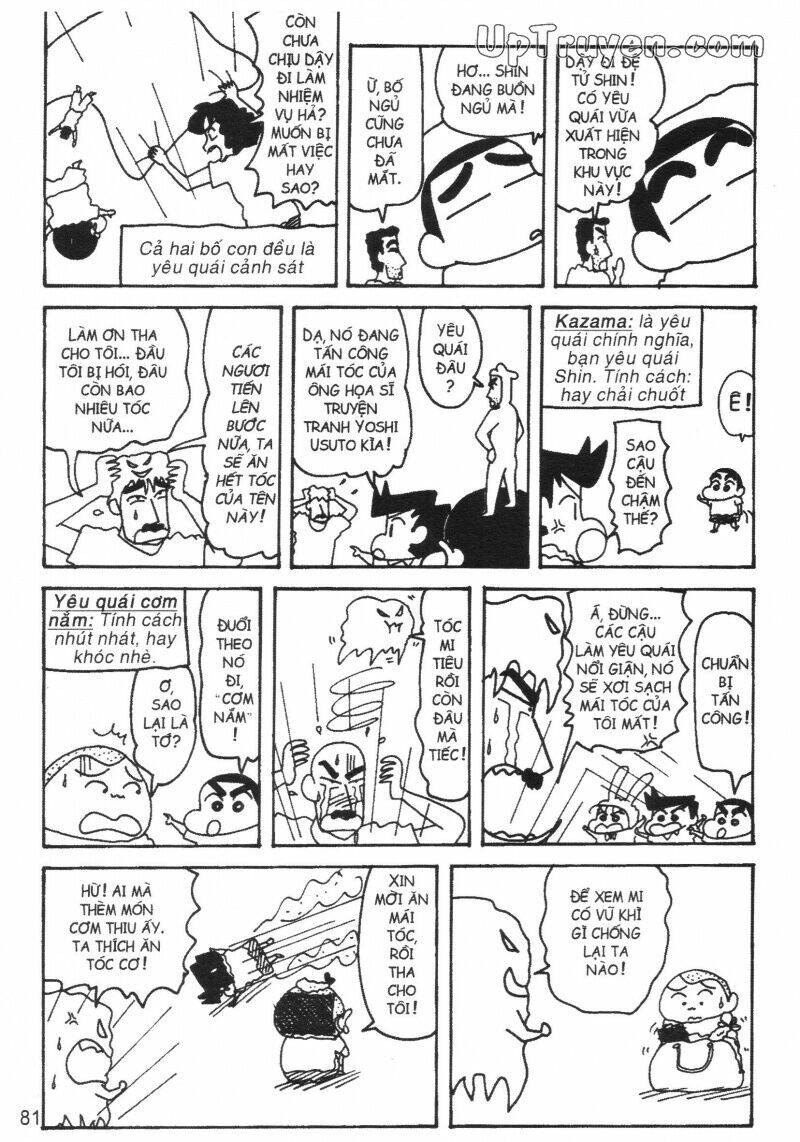 UpTruyen.com
DẬY ĐI ĐỆ
TỬ SHIN!
CÓ YÊU
QUÁI VỪA
XUẤT HIỆN
TRONG
KHU VỰC
NÀY!
HƠ... SHIN
ĐANG BUỒN
NGỦ MÀ!
Ừ, BỐ
NGỦ
CŨNG
CHƯA
ĐÃ
MẮT.
CÒN
CHƯA
CHỊU DẬY
ĐI LÀM
NHIỆM
VỤ HẢ?
MUỐN BỊ
MẤT VIỆC
HAY
SAO?
Cả hai bố con đều là
yêu quái cảnh sát
Kazama: là yêu
quái chính nghĩa,
bạn yêu quái
Shin. Tính cách:
hay chải chuốt
Ê!
SAO
CẬU
ĐẾN
CHẬM
THẾ?
YÊU
QUÁI
ĐÂU
?
DẠ, NÓ ĐANG
TẤN CÔNG
MÁI TÓC CỦA
ÔNG HỌA SĨ
TRUYỆN
TRANH YOSHI
USUTO KÌA!
CÁC
NGƯƠI
TIẾN
LÊN
BƯỚC
NỮA, TA
SẼ ĂN
HẾT TÓC
CỦA TÊN
NÀY!
LÀM ƠN THA
CHO TÔI... ĐẦU
TÔI BỊ HÓI, ĐÂU
CÒN BAO
NHIÊU TÓC
NỮA...
CHUẨN
BỊ
TẤN
CÔNG!
Á, ĐỪNG...
CÁC CẬU
LÀM YÊU QUÁI
NỔI GIẬN, NÓ
SẼ XƠI SẠCH
MÁI TÓC CỦA
TÔI MẤT!
TÓC
MI
TIÊU
RỒI
CÒN
ĐÂU
MÀ
TIẾC!
Yêu quái cơm
nắm: Tính cách
nhút nhát, hay
khóc nhè.
ĐUỔI
THEO
NÓ
ĐI,
"CƠM
NẮM"
!
Ơ,
SAO
LẠI LÀ
TỚ?
ĐỂ XEM MI
CÓ VŨ KHÌ
GÌ CHỐNG
LẠI TA
NÀO!
XIN
MỜI ĂN
MÁI
TÓC,
RỒI
THA
CHO
TÔI!
HỪ! AI MÀ
THÈM MÓN
CƠM THIU ẤY.
TA THÍCH ĂN
TÓC CƠ!
81